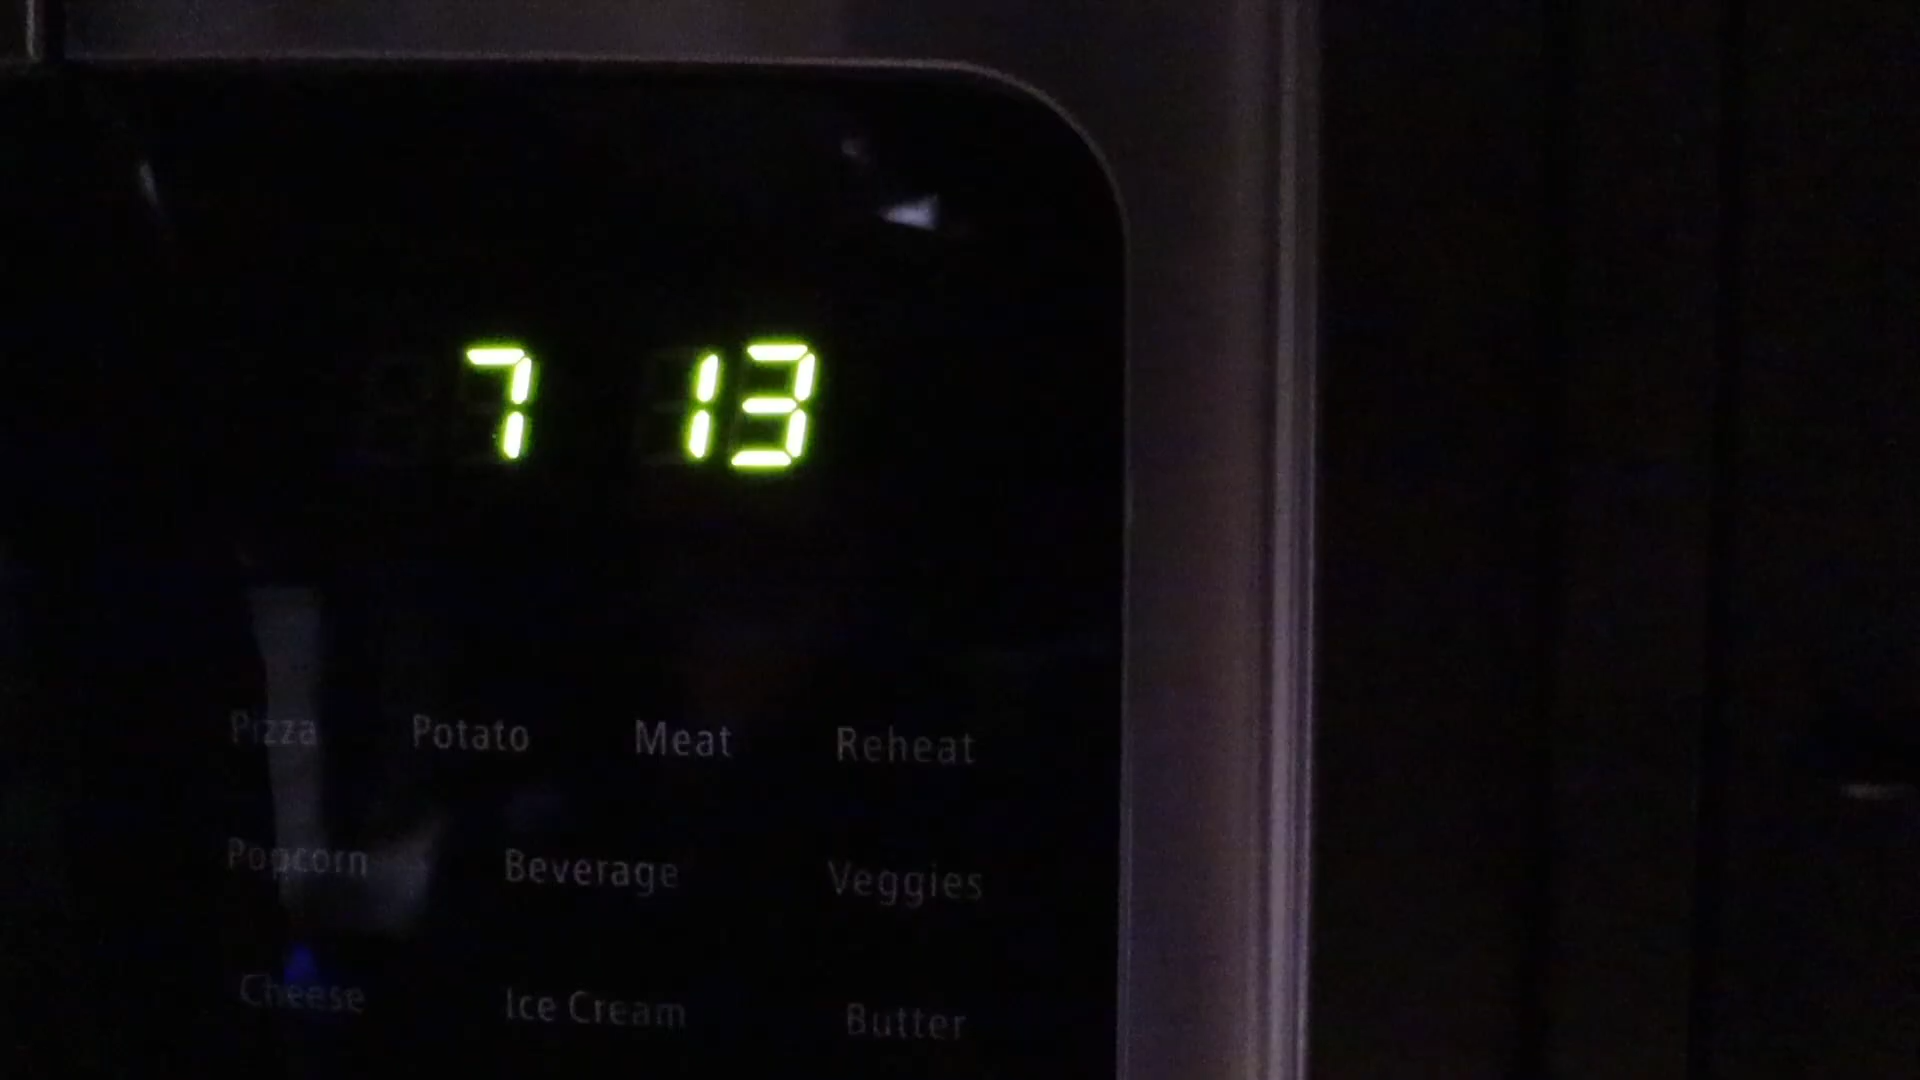 7 13
Pizza Potato Meat Reheat
Popcorn Beverage Veggies
Cheese Ice Cream Butter